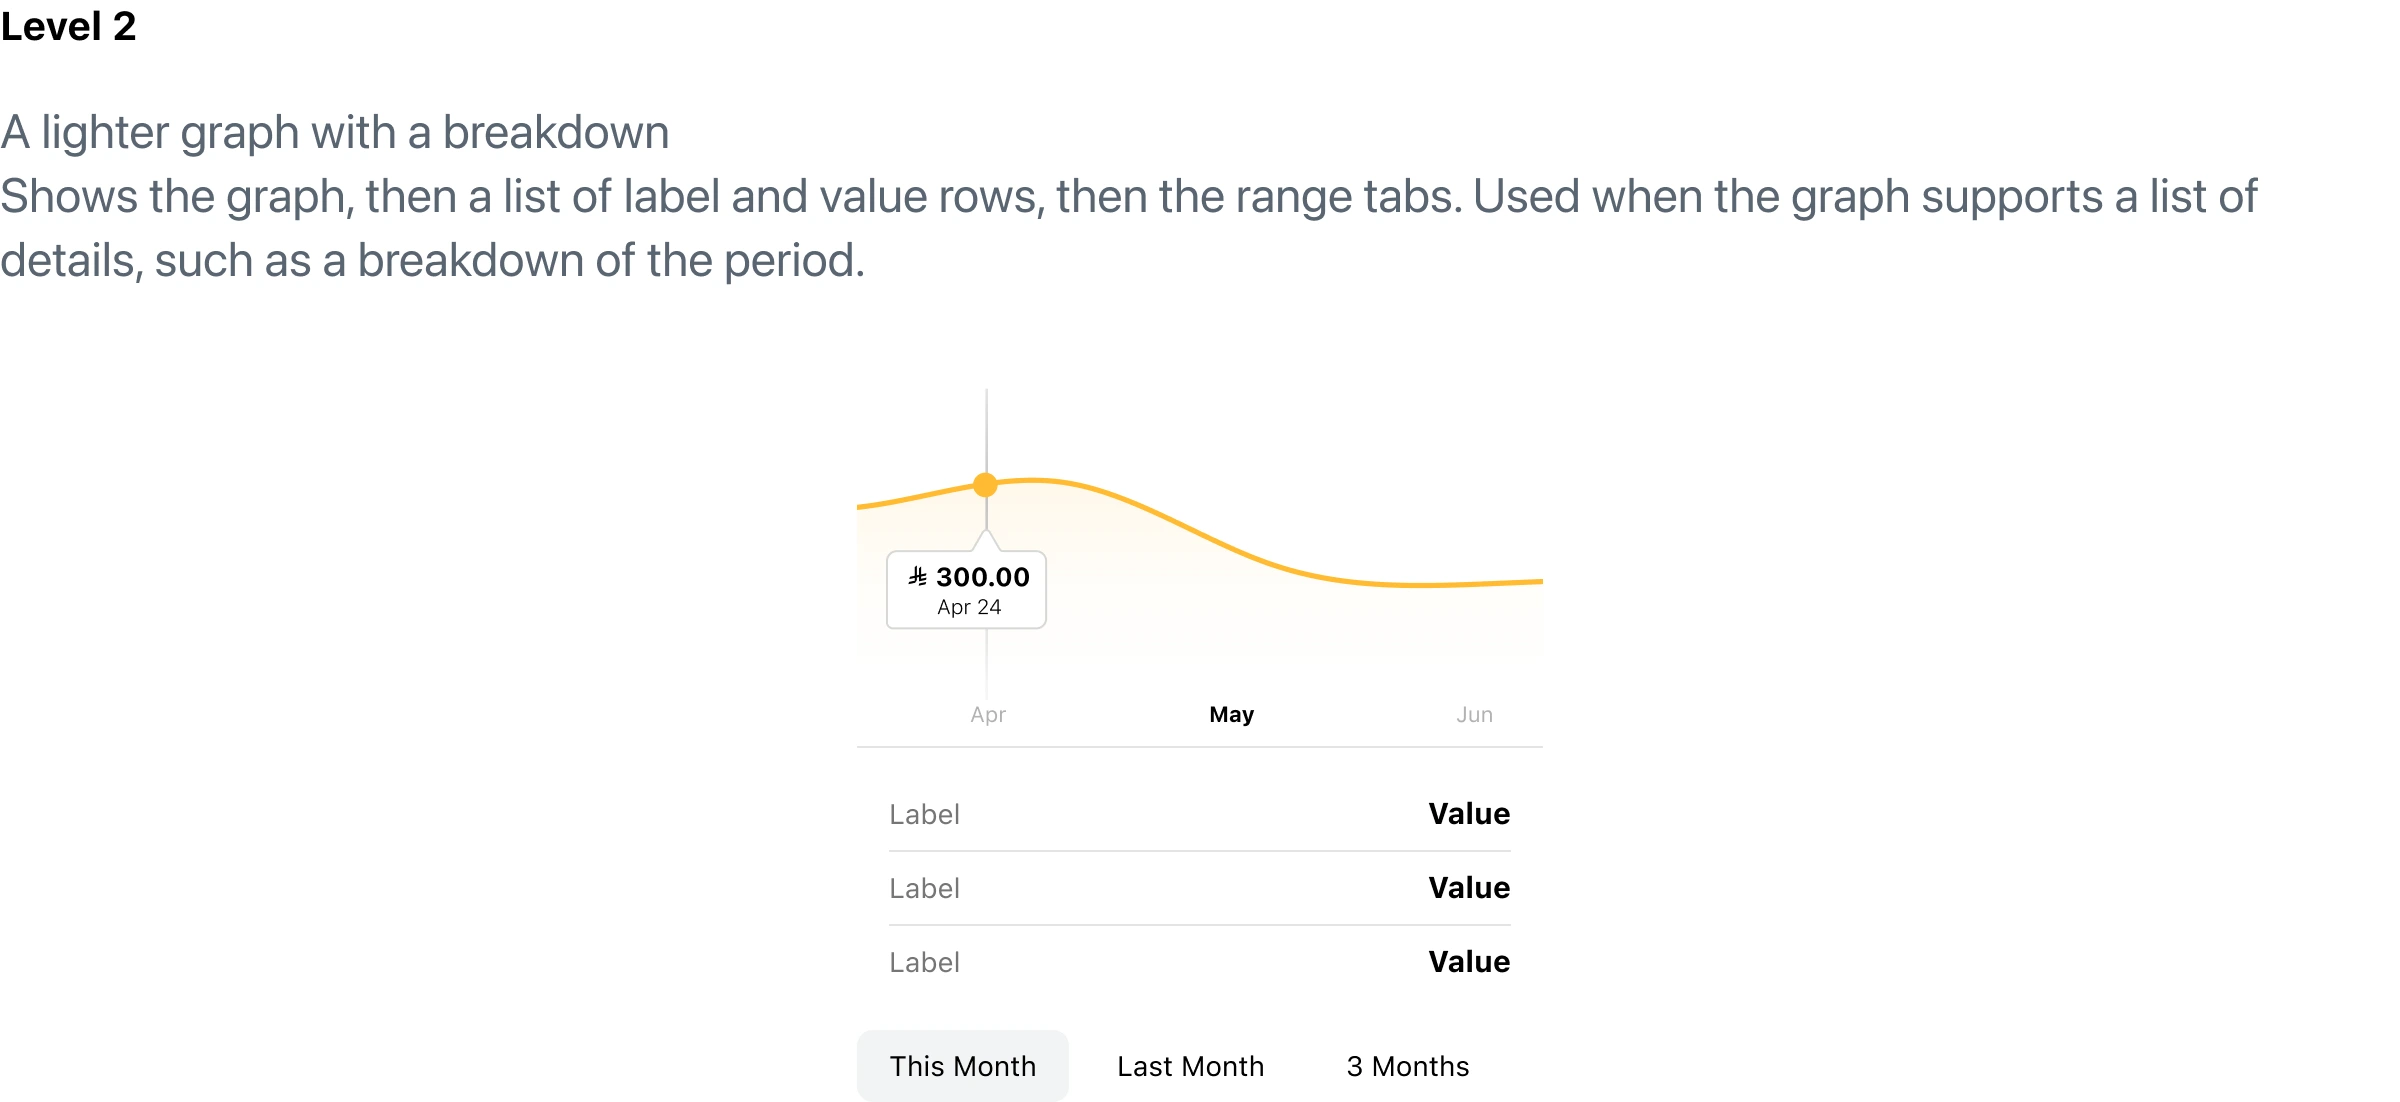 Level 2
A lighter graph with a breakdown
Shows the graph, then a list of label and value rows, then the range tabs. Used when the graph supports a list of
details, such as a breakdown of the period.
⃁ 300.00
Apr 24
Apr May Jun
Label Value
Label Value
Label Value
This Month Last Month 3 Months